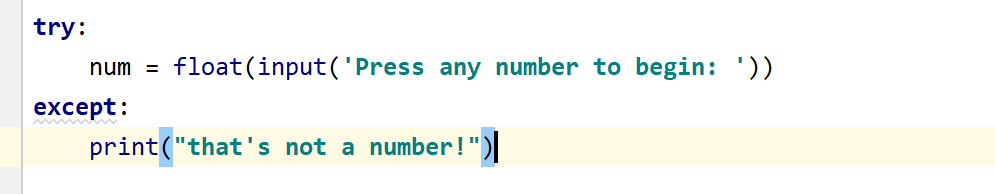 try:
    num = float(input('Press any number to begin: '))
except:
    print("that's not a number!")